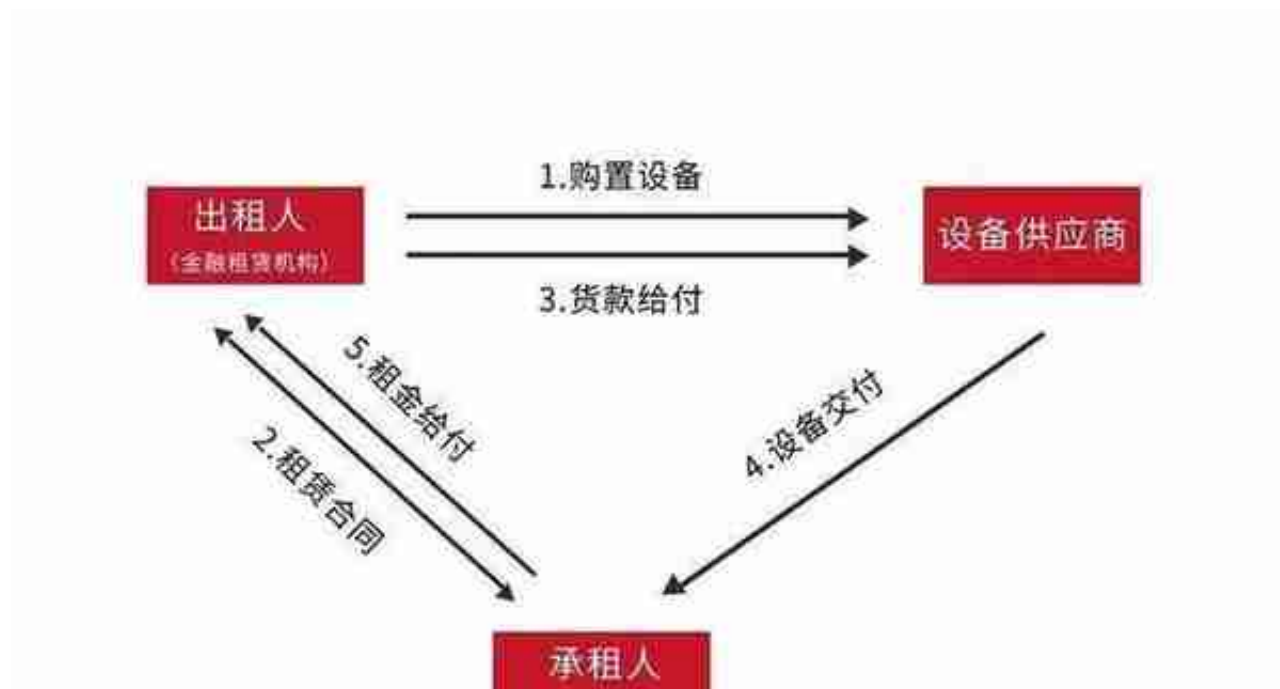 1.购置设备
出租人
（金融租赁机构）
设备供应商
3.货款给付
5.租金给付
4.设备交付
2.租赁合同
承租人